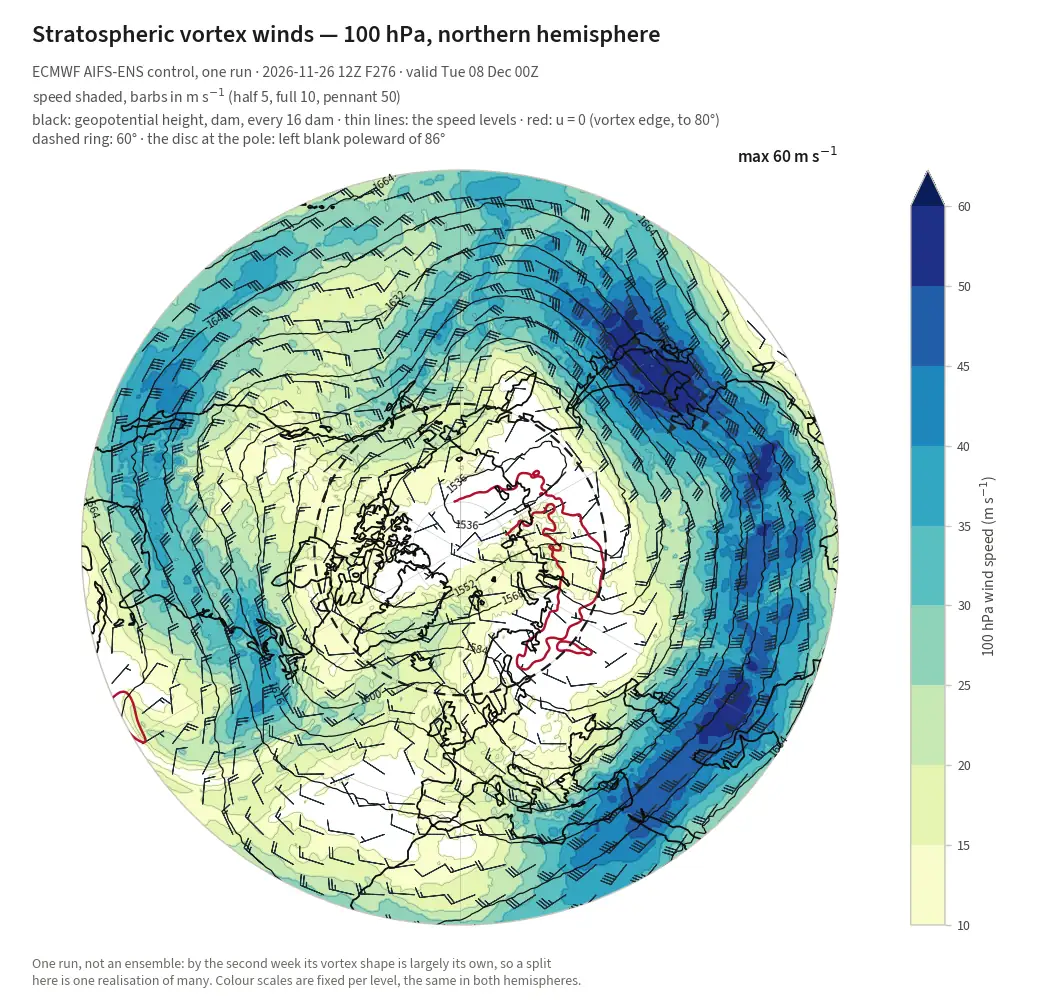 Stratospheric vortex winds — 100 hPa, northern hemisphere
ECMWF AIFS-ENS control, one run · 2026-11-26 12Z F276 · valid Tue 08 Dec 00Z
speed shaded, barbs in m s⁻¹ (half 5, full 10, pennant 50)
black: geopotential height, dam, every 16 dam · thin lines: the speed levels · red: u = 0 (vortex edge, to 80°)
dashed ring: 60° · the disc at the pole: left blank poleward of 86°
max 60 m s⁻¹
1664
1664
1632
1536
1536
1664
1552
1584
1600
60
50
45
40
35
30
25
20
15
10
100 hPa wind speed (m s⁻¹)
One run, not an ensemble: by the second week its vortex shape is largely its own, so a split
here is one realisation of many. Colour scales are fixed per level, the same in both hemispheres.